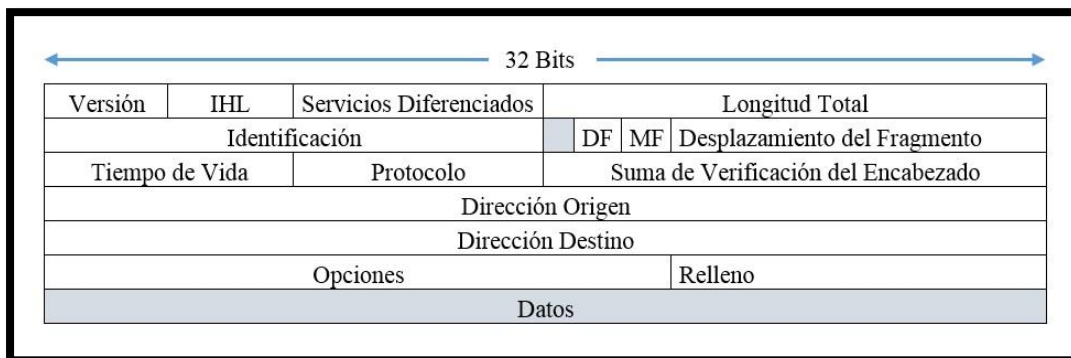 32 Bits
Versión IHL Servicios Diferenciados Longitud Total
Identificación DF MF Desplazamiento del Fragmento
Tiempo de Vida Protocolo Suma de Verificación del Encabezado
Dirección Origen
Dirección Destino
Opciones Relleno
Datos